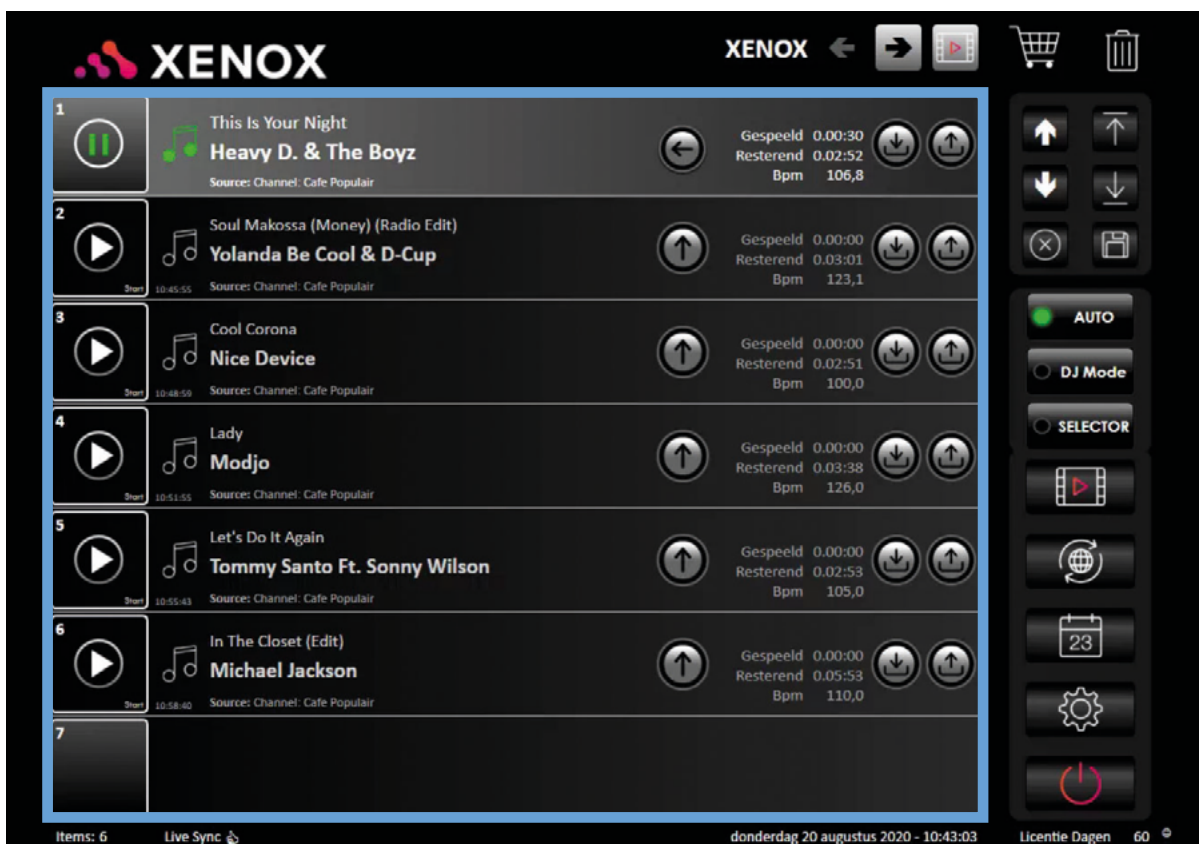 XENOX
XENOX
1
This Is Your Night
Heavy D. & The Boyz
Source: Channel: Cafe Populair
Gespeeld 0.00:30
Resterend 0.02:52
Bpm 106,8
2
Soul Makossa (Money) (Radio Edit)
Yolanda Be Cool & D-Cup
Start 10:45:55 Source: Channel: Cafe Populair
Gespeeld 0.00:00
Resterend 0.03:01
Bpm 123,1
3
Cool Corona
Nice Device
Start 10:48:59 Source: Channel: Cafe Populair
Gespeeld 0.00:00
Resterend 0.02:51
Bpm 100,0
4
Lady
Modjo
Start 10:51:55 Source: Channel: Cafe Populair
Gespeeld 0.00:00
Resterend 0.03:38
Bpm 126,0
5
Let's Do It Again
Tommy Santo Ft. Sonny Wilson
Start 10:55:43 Source: Channel: Cafe Populair
Gespeeld 0.00:00
Resterend 0.02:53
Bpm 105,0
6
In The Closet (Edit)
Michael Jackson
Start 10:58:40 Source: Channel: Cafe Populair
Gespeeld 0.00:00
Resterend 0.05:53
Bpm 110,0
7
AUTO
DJ Mode
SELECTOR
23
Items: 6 Live Sync donderdag 20 augustus 2020 - 10:43:03 Licentie Dagen 60